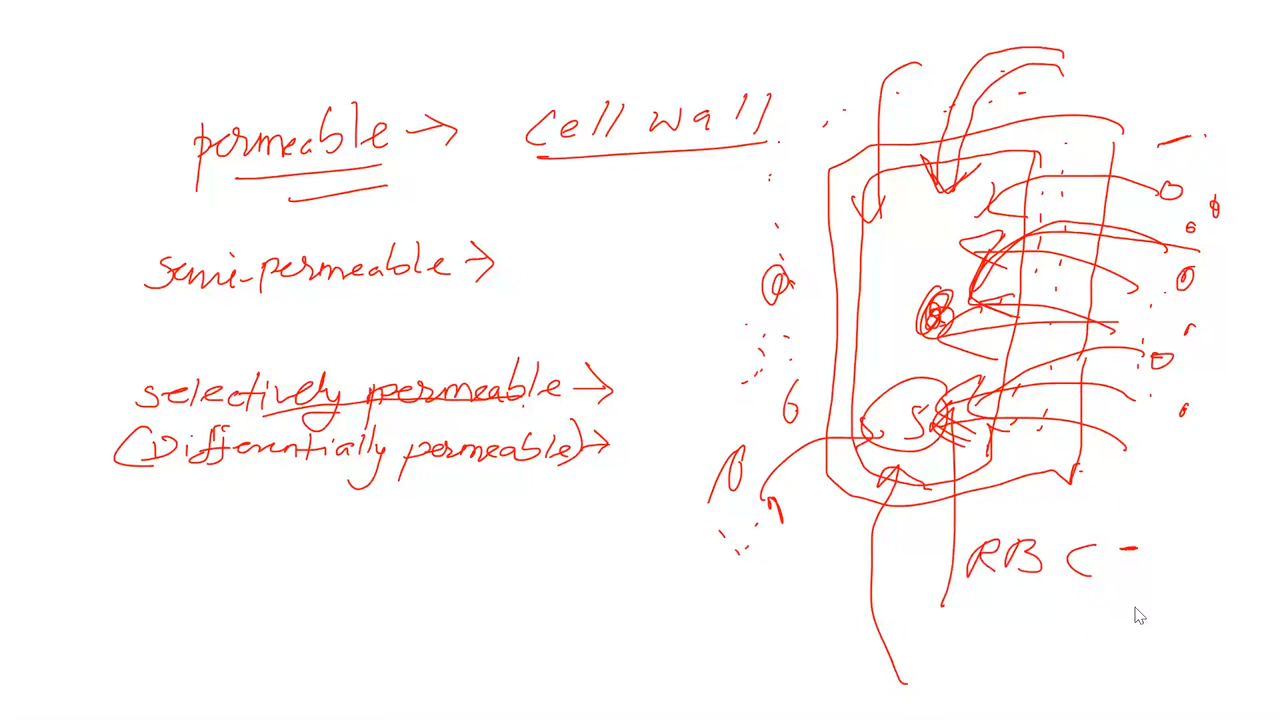 permeable → cell wall
semi-permeable →
selectively permeable →
(Differentially permeable) →
S
RBC -